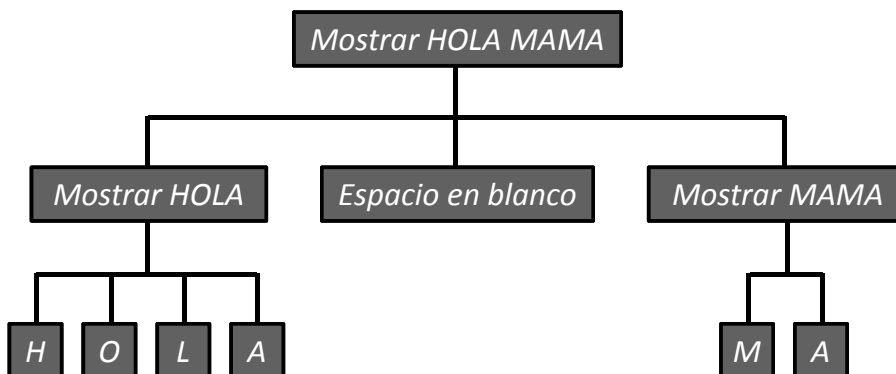 Mostrar HOLA MAMA
Mostrar HOLA
Espacio en blanco
Mostrar MAMA
H
O
L
A
M
A